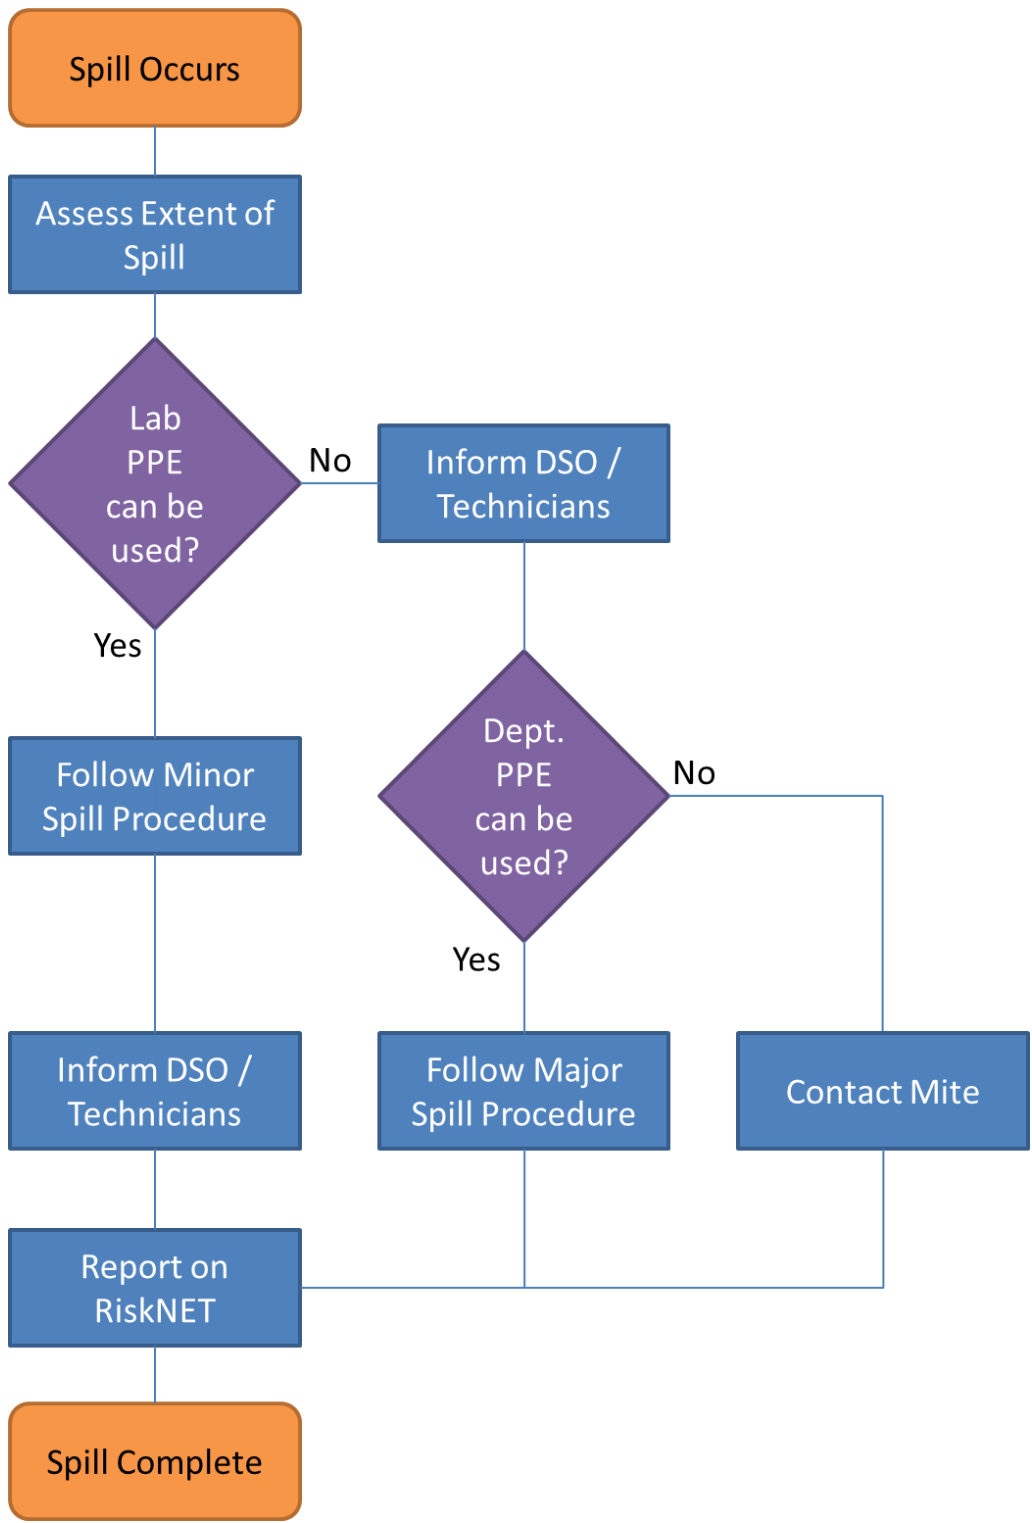 Spill Occurs
Assess Extent of
Spill
Lab
PPE
can be
used?
No
Inform DSO /
Technicians
Yes
Dept.
PPE
can be
used?
No
Follow Minor
Spill Procedure
Yes
Inform DSO /
Technicians
Follow Major
Spill Procedure
Contact Mite
Report on
RiskNET
Spill Complete